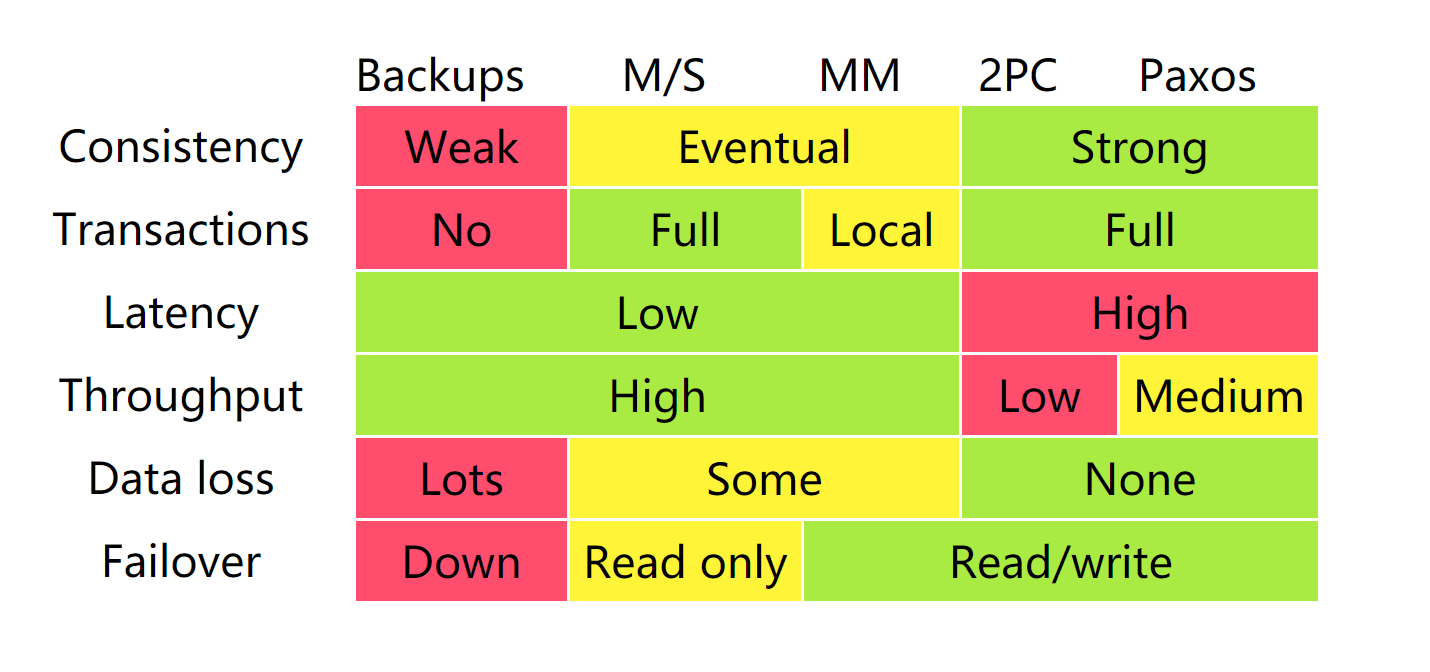 Backups M/S MM 2PC Paxos
Consistency Weak Eventual Strong
Transactions No Full Local Full
Latency Low High
Throughput High Low Medium
Data loss Lots Some None
Failover Down Read only Read/write